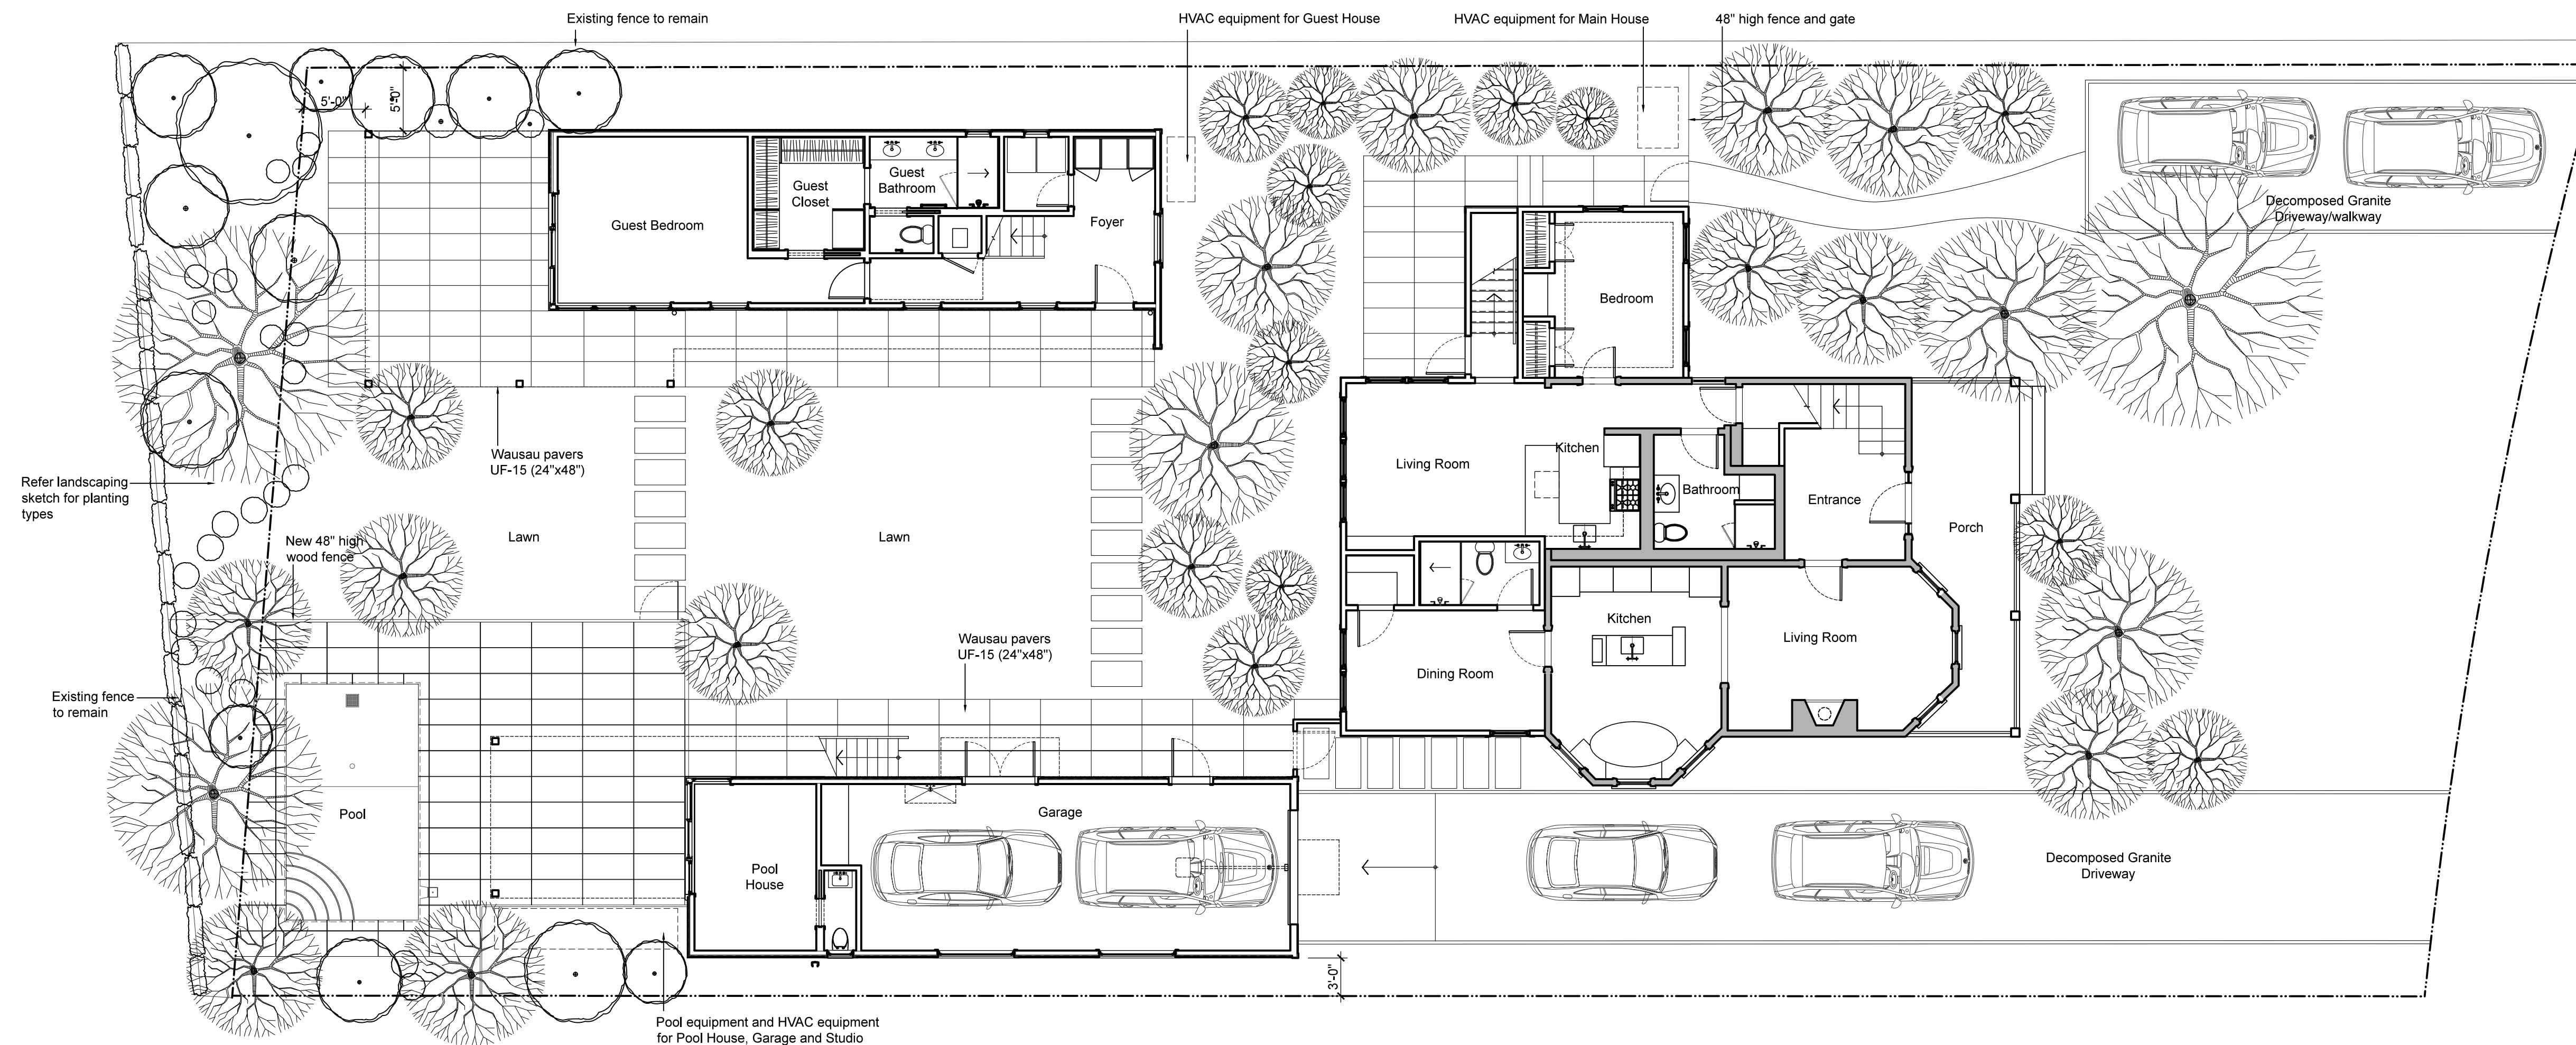 Existing fence to remain
HVAC equipment for Guest House
HVAC equipment for Main House
48" high fence and gate
5'-0"
5'-0"
Guest Bedroom
Guest
Closet
Guest
Bathroom
Foyer
Decomposed Granite
Driveway/walkway
Bedroom
Wausau pavers
UF-15 (24"x48")
Living Room
Kitchen
Bathroom
Entrance
Porch
Refer landscaping
sketch for planting
types
New 48" high
wood fence
Lawn
Lawn
Wausau pavers
UF-15 (24"x48")
Kitchen
Living Room
Dining Room
Existing fence
to remain
Pool
Pool
House
Garage
Decomposed Granite
Driveway
3'-0"
Pool equipment and HVAC equipment
for Pool House, Garage and Studio